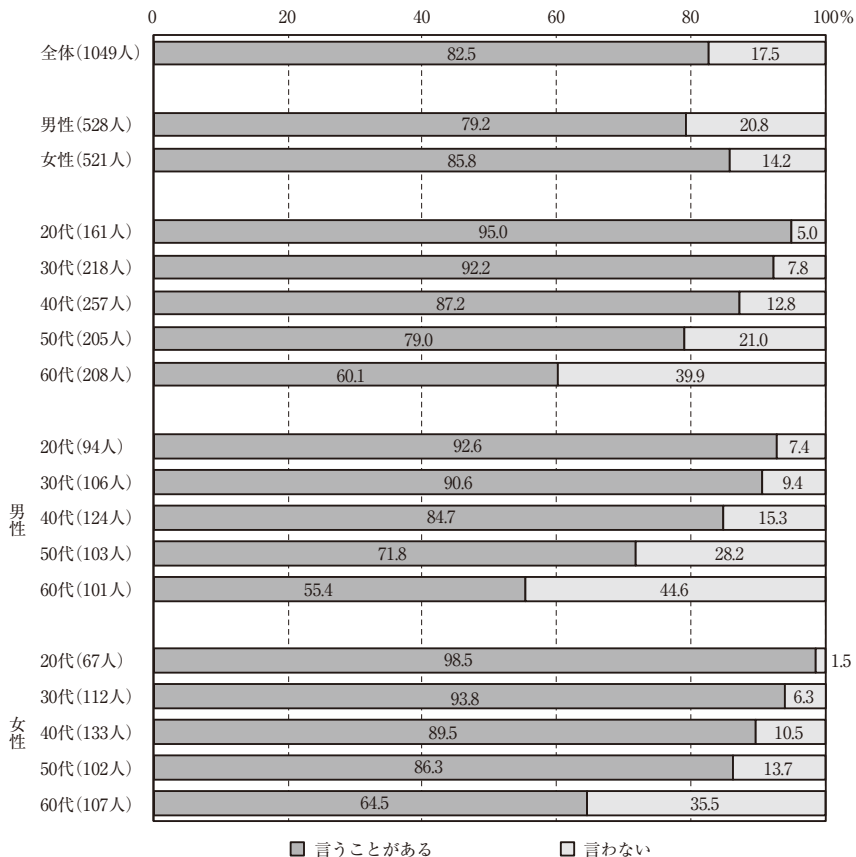 0 20 40 60 80 100%
全体（1049人） 82.5 17.5
男性（528人） 79.2 20.8
女性（521人） 85.8 14.2
20代（161人） 95.0 5.0
30代（218人） 92.2 7.8
40代（257人） 87.2 12.8
50代（205人） 79.0 21.0
60代（208人） 60.1 39.9
男性
20代（94人） 92.6 7.4
30代（106人） 90.6 9.4
40代（124人） 84.7 15.3
50代（103人） 71.8 28.2
60代（101人） 55.4 44.6
女性
20代（67人） 98.5 1.5
30代（112人） 93.8 6.3
40代（133人） 89.5 10.5
50代（102人） 86.3 13.7
60代（107人） 64.5 35.5
言うことがある 言わない